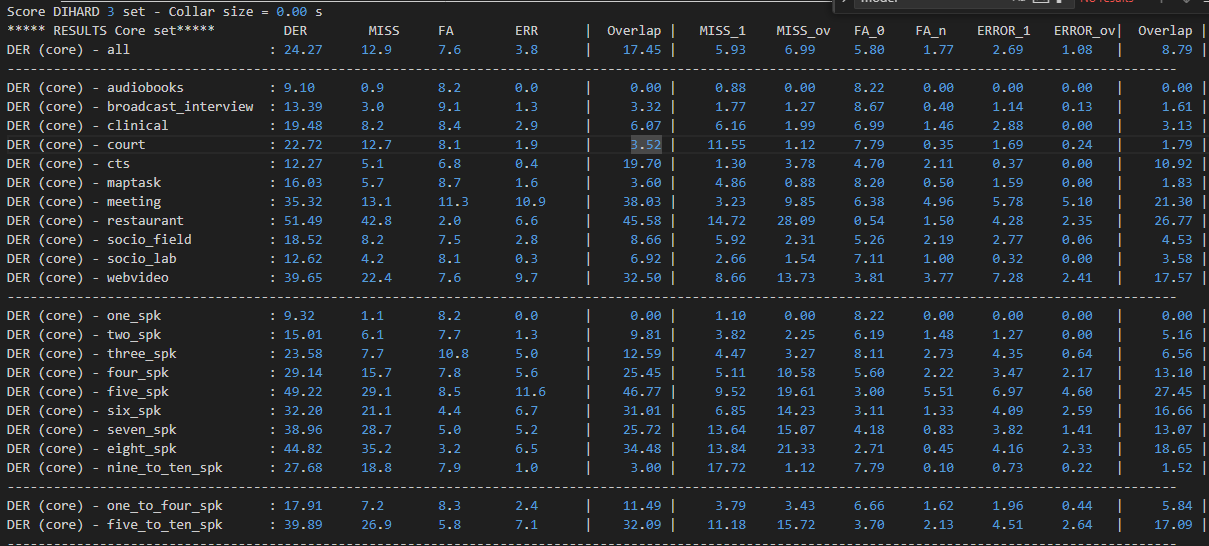 model No results
Score DIHARD 3 set - Collar size = 0.00 s
***** RESULTS Core set***** DER MISS FA ERR | Overlap | MISS_1 MISS_ov FA_0 FA_n ERROR_1 ERROR_ov| Overlap |
DER (core) - all : 24.27 12.9 7.6 3.8 | 17.45 | 5.93 6.99 5.80 1.77 2.69 1.08 | 8.79 |
----------------------------------------
DER (core) - audiobooks : 9.10 0.9 8.2 0.0 | 0.00 | 0.88 0.00 8.22 0.00 0.00 0.00 | 0.00 |
DER (core) - broadcast_interview : 13.39 3.0 9.1 1.3 | 3.32 | 1.77 1.27 8.67 0.40 1.14 0.13 | 1.61 |
DER (core) - clinical : 19.48 8.2 8.4 2.9 | 6.07 | 6.16 1.99 6.99 1.46 2.88 0.00 | 3.13 |
DER (core) - court : 22.72 12.7 8.1 1.9 | 3.52 | 11.55 1.12 7.79 0.35 1.69 0.24 | 1.79 |
DER (core) - cts : 12.27 5.1 6.8 0.4 | 19.70 | 1.30 3.78 4.70 2.11 0.37 0.00 | 10.92 |
DER (core) - maptask : 16.03 5.7 8.7 1.6 | 3.60 | 4.86 0.88 8.20 0.50 1.59 0.00 | 1.83 |
DER (core) - meeting : 35.32 13.1 11.3 10.9 | 38.03 | 3.23 9.85 6.38 4.96 5.78 5.10 | 21.30 |
DER (core) - restaurant : 51.49 42.8 2.0 6.6 | 45.58 | 14.72 28.09 0.54 1.50 4.28 2.35 | 26.77 |
DER (core) - socio_field : 18.52 8.2 7.5 2.8 | 8.66 | 5.92 2.31 5.26 2.19 2.77 0.06 | 4.53 |
DER (core) - socio_lab : 12.62 4.2 8.1 0.3 | 6.92 | 2.66 1.54 7.11 1.00 0.32 0.00 | 3.58 |
DER (core) - webvideo : 39.65 22.4 7.6 9.7 | 32.50 | 8.66 13.73 3.81 3.77 7.28 2.41 | 17.57 |
----------------------------------------
DER (core) - one_spk : 9.32 1.1 8.2 0.0 | 0.00 | 1.10 0.00 8.22 0.00 0.00 0.00 | 0.00 |
DER (core) - two_spk : 15.01 6.1 7.7 1.3 | 9.81 | 3.82 2.25 6.19 1.48 1.27 0.00 | 5.16 |
DER (core) - three_spk : 23.58 7.7 10.8 5.0 | 12.59 | 4.47 3.27 8.11 2.73 4.35 0.64 | 6.56 |
DER (core) - four_spk : 29.14 15.7 7.8 5.6 | 25.45 | 5.11 10.58 5.60 2.22 3.47 2.17 | 13.10 |
DER (core) - five_spk : 49.22 29.1 8.5 11.6 | 46.77 | 9.52 19.61 3.00 5.51 6.97 4.60 | 27.45 |
DER (core) - six_spk : 32.20 21.1 4.4 6.7 | 31.01 | 6.85 14.23 3.11 1.33 4.09 2.59 | 16.66 |
DER (core) - seven_spk : 38.96 28.7 5.0 5.2 | 25.72 | 13.64 15.07 4.18 0.83 3.82 1.41 | 13.07 |
DER (core) - eight_spk : 44.82 35.2 3.2 6.5 | 34.48 | 13.84 21.33 2.71 0.45 4.16 2.33 | 18.65 |
DER (core) - nine_to_ten_spk : 27.68 18.8 7.9 1.0 | 3.00 | 17.72 1.12 7.79 0.10 0.73 0.22 | 1.52 |
----------------------------------------
DER (core) - one_to_four_spk : 17.91 7.2 8.3 2.4 | 11.49 | 3.79 3.43 6.66 1.62 1.96 0.44 | 5.84 |
DER (core) - five_to_ten_spk : 39.89 26.9 5.8 7.1 | 32.09 | 11.18 15.72 3.70 2.13 4.51 2.64 | 17.09 |
----------------------------------------